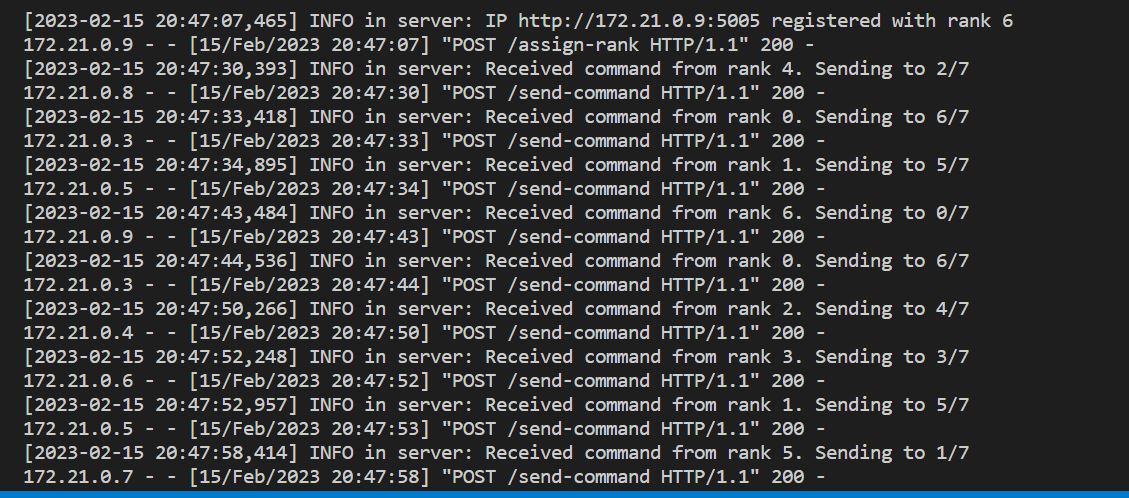 [2023-02-15 20:47:07,465] INFO in server: IP http://172.21.0.9:5005 registered with rank 6
172.21.0.9 - - [15/Feb/2023 20:47:07] "POST /assign-rank HTTP/1.1" 200 -
[2023-02-15 20:47:30,393] INFO in server: Received command from rank 4. Sending to 2/7
172.21.0.8 - - [15/Feb/2023 20:47:30] "POST /send-command HTTP/1.1" 200 -
[2023-02-15 20:47:33,418] INFO in server: Received command from rank 0. Sending to 6/7
172.21.0.3 - - [15/Feb/2023 20:47:33] "POST /send-command HTTP/1.1" 200 -
[2023-02-15 20:47:34,895] INFO in server: Received command from rank 1. Sending to 5/7
172.21.0.5 - - [15/Feb/2023 20:47:34] "POST /send-command HTTP/1.1" 200 -
[2023-02-15 20:47:43,484] INFO in server: Received command from rank 6. Sending to 0/7
172.21.0.9 - - [15/Feb/2023 20:47:43] "POST /send-command HTTP/1.1" 200 -
[2023-02-15 20:47:44,536] INFO in server: Received command from rank 0. Sending to 6/7
172.21.0.3 - - [15/Feb/2023 20:47:44] "POST /send-command HTTP/1.1" 200 -
[2023-02-15 20:47:50,266] INFO in server: Received command from rank 2. Sending to 4/7
172.21.0.4 - - [15/Feb/2023 20:47:50] "POST /send-command HTTP/1.1" 200 -
[2023-02-15 20:47:52,248] INFO in server: Received command from rank 3. Sending to 3/7
172.21.0.6 - - [15/Feb/2023 20:47:52] "POST /send-command HTTP/1.1" 200 -
[2023-02-15 20:47:52,957] INFO in server: Received command from rank 1. Sending to 5/7
172.21.0.5 - - [15/Feb/2023 20:47:53] "POST /send-command HTTP/1.1" 200 -
[2023-02-15 20:47:58,414] INFO in server: Received command from rank 5. Sending to 1/7
172.21.0.7 - - [15/Feb/2023 20:47:58] "POST /send-command HTTP/1.1" 200 -